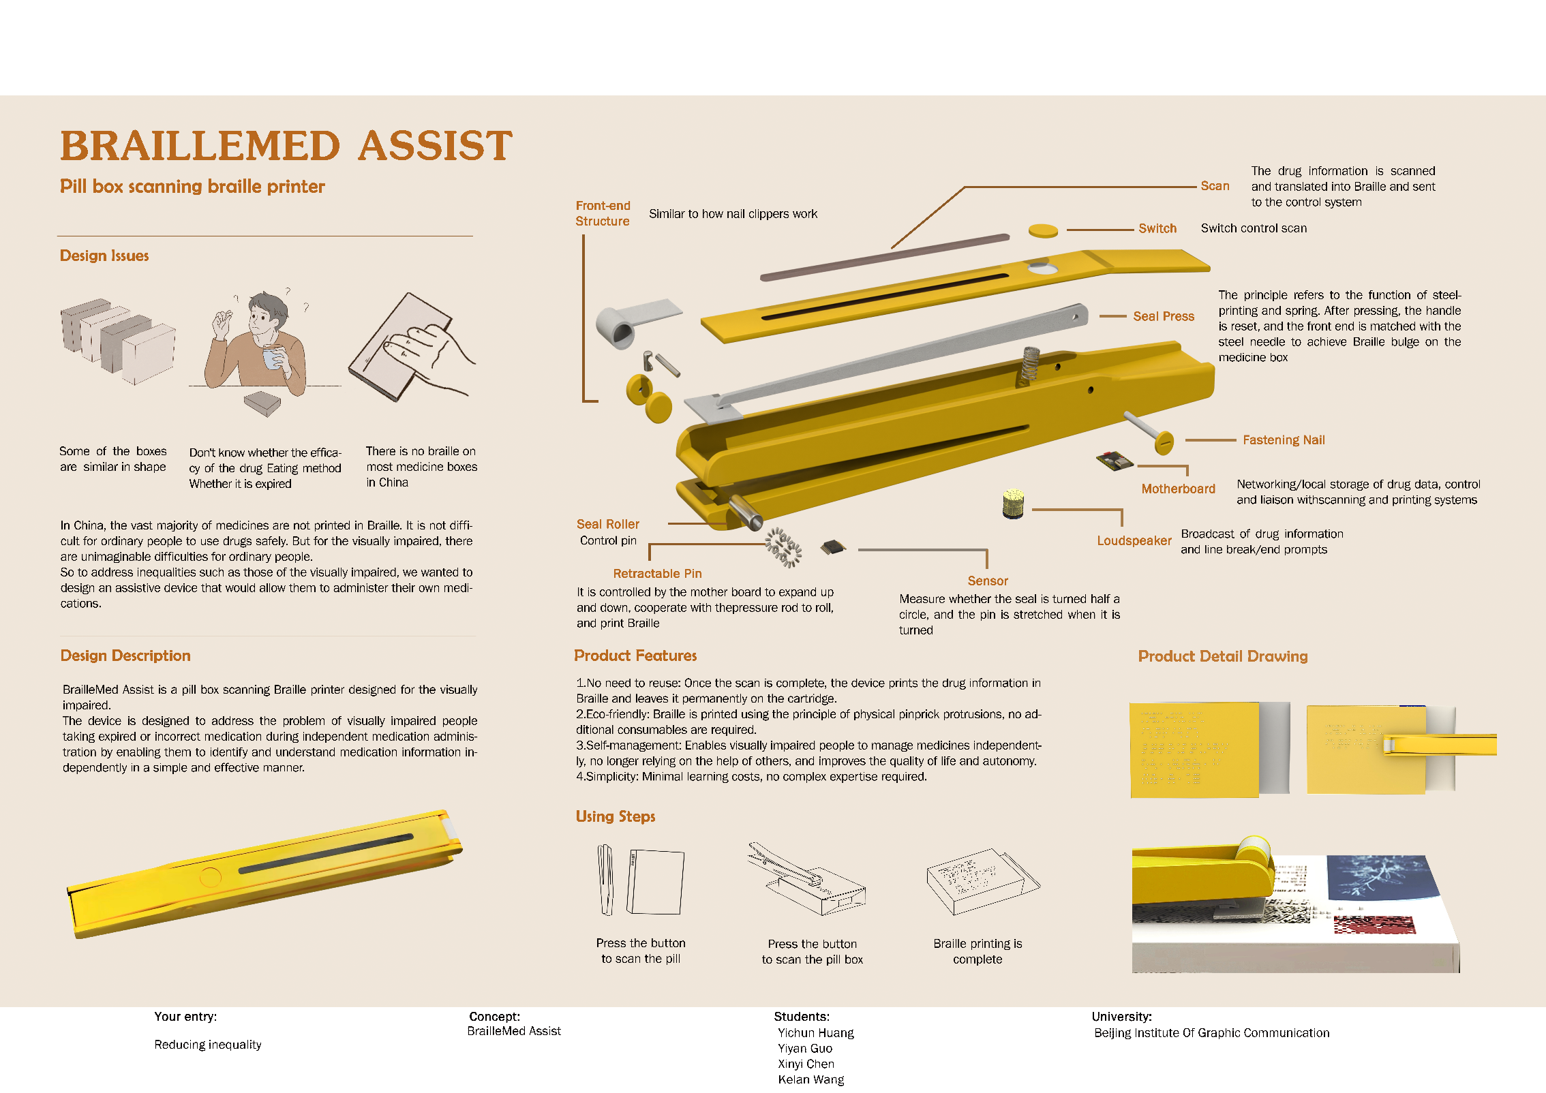 BRAILLEMED ASSIST
Pill box scanning braille printer
Design Issues
Some of the boxes
are similar in shape
Don't know whether the effica-
cy of the drug Eating method
Whether it is expired
There is no braille on
most medicine boxes
in China
In China, the vast majority of medicines are not printed in Braille. It is not diffi-
cult for ordinary people to use drugs safely. But for the visually impaired, there
are unimaginable difficulties for ordinary people.
So to address inequalities such as those of the visually impaired, we wanted to
design an assistive device that would allow them to administer their own medi-
cations.
Design Description
BrailleMed Assist is a pill box scanning Braille printer designed for the visually
impaired.
The device is designed to address the problem of visually impaired people
taking expired or incorrect medication during independent medication adminis-
tration by enabling them to identify and understand medication information in-
dependently in a simple and effective manner.
Front-end
Structure
Similar to how nail clippers work
Scan
The drug information is scanned
and translated into Braille and sent
to the control system
Switch
Switch control scan
Seal Press
The principle refers to the function of steel-
printing and spring. After pressing, the handle
is reset, and the front end is matched with the
steel needle to achieve Braille bulge on the
medicine box
Fastening Nail
Motherboard
Networking/local storage of drug data, control
and liaison withscanning and printing systems
Loudspeaker
Broadcast of drug information
and line break/end prompts
Seal Roller
Control pin
Retractable Pin
It is controlled by the mother board to expand up
and down, cooperate with thepressure rod to roll,
and print Braille
Sensor
Measure whether the seal is turned half a
circle, and the pin is stretched when it is
turned
Product Features
1.No need to reuse: Once the scan is complete, the device prints the drug information in
Braille and leaves it permanently on the cartridge.
2.Eco-friendly: Braille is printed using the principle of physical pinprick protrusions, no ad-
ditional consumables are required.
3.Self-management: Enables visually impaired people to manage medicines independent-
ly, no longer relying on the help of others, and improves the quality of life and autonomy.
4.Simplicity: Minimal learning costs, no complex expertise required.
Using Steps
Press the button
to scan the pill
Press the button
to scan the pill box
Braille printing is
complete
Product Detail Drawing
Your entry:
Reducing inequality
Concept:
BrailleMed Assist
Students:
Yichun Huang
Yiyan Guo
Xinyi Chen
Kelan Wang
University:
Beijing Institute Of Graphic Communication